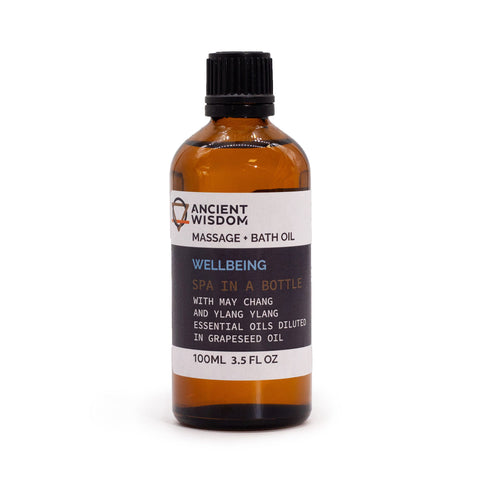 ANCIENT
WISDOM
MASSAGE + BATH OIL
WELLBEING
SPA IN A BOTTLE
WITH MAY CHANG
AND YLANG YLANG
ESSENTIAL OILS DILUTED
IN GRAPESEED OIL
100ML 3.5 FL OZ